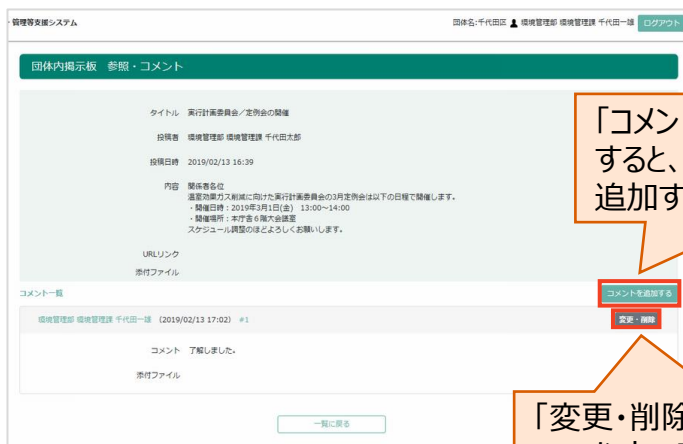 管理等支援システム
団体名:千代田区 環境管理部 環境管理課 千代田一雄 ログアウト
団体内掲示板 参照・コメント
タイトル 実行計画委員会／定例会の開催
投稿者 環境管理部 環境管理課 千代田太郎
投稿日時 2019/02/13 16:39
内容 関係者各位
温室効果ガス削減に向けた実行計画委員会の3月定例会は以下の日程で開催します。
・開催日時：2019年3月1日(金) 13:00～14:00
・開催場所：本庁舎６階大会議室
スケジュール調整のほどよろしくお願いします。
URLリンク
添付ファイル
コメント一覧
コメントを追加する
環境管理部 環境管理課 千代田一雄 (2019/02/13 17:02) #1
変更・削除
コメント 了解しました。
添付ファイル
一覧に戻る
「コメン
すると、
追加す
「変更・削除